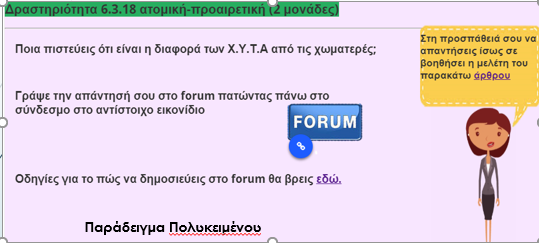 Δραστηριότητα 6.3.18 ατομική-προαιρετική (2 μονάδες)
Ποια πιστεύεις ότι είναι η διαφορά των Χ.Υ.Τ.Α από τις χωματερές;
Στη προσπάθειά σου να
απαντήσεις ίσως σε
βοηθήσει η μελέτη του
παρακάτω άρθρου
Γράψε την απάντησή σου στο forum πατώντας πάνω στο
σύνδεσμο στο αντίστοιχο εικονίδιο
FORUM
Οδηγίες για το πώς να δημοσιεύεις στο forum θα βρεις εδώ.
Παράδειγμα Πολυκειμένου